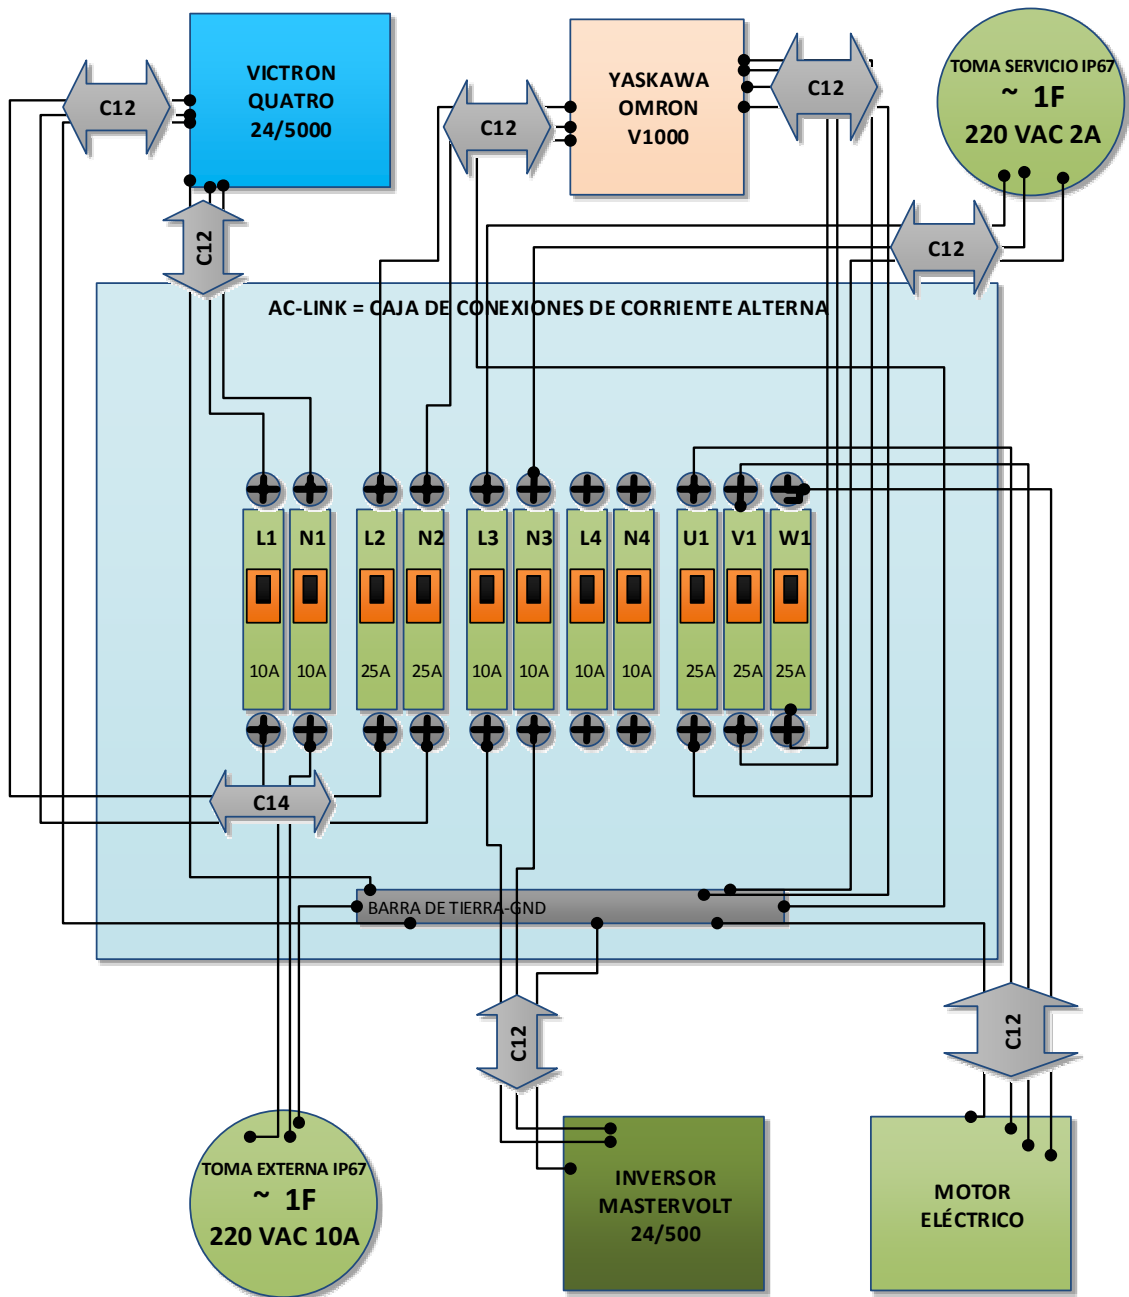 VICTRON
QUATRO
24/5000
YASKAWA
OMRON
V1000
TOMA SERVICIO IP67
~ 1F
220 VAC 2A
C12
C12
C12
C12
C12
AC-LINK = CAJA DE CONEXIONES DE CORRIENTE ALTERNA
L1
N1
L2
N2
L3
N3
L4
N4
U1
V1
W1
10A
10A
25A
25A
10A
10A
10A
10A
25A
25A
25A
C14
BARRA DE TIERRA-GND
C12
C12
TOMA EXTERNA IP67
~ 1F
220 VAC 10A
INVERSOR
MASTERVOLT
24/500
MOTOR
ELÉCTRICO